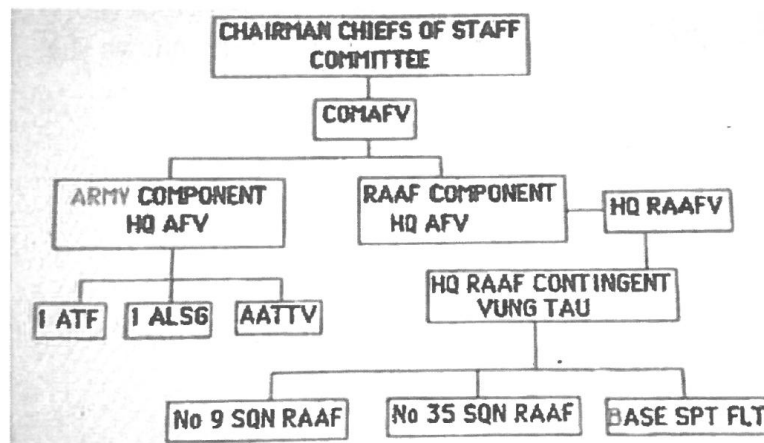 CHAIRMAN CHIEFS OF STAFF
COMMITTEE
COMAFV
ARMY COMPONENT
HQ AFV
RAAF COMPONENT
HQ AFV
HQ RAAFV
1 ATF
1 ALSG
AATTV
HQ RAAF CONTINGENT
VUNG TAU
No 9 SQN RAAF
No 35 SQN RAAF
BASE SPT FLT